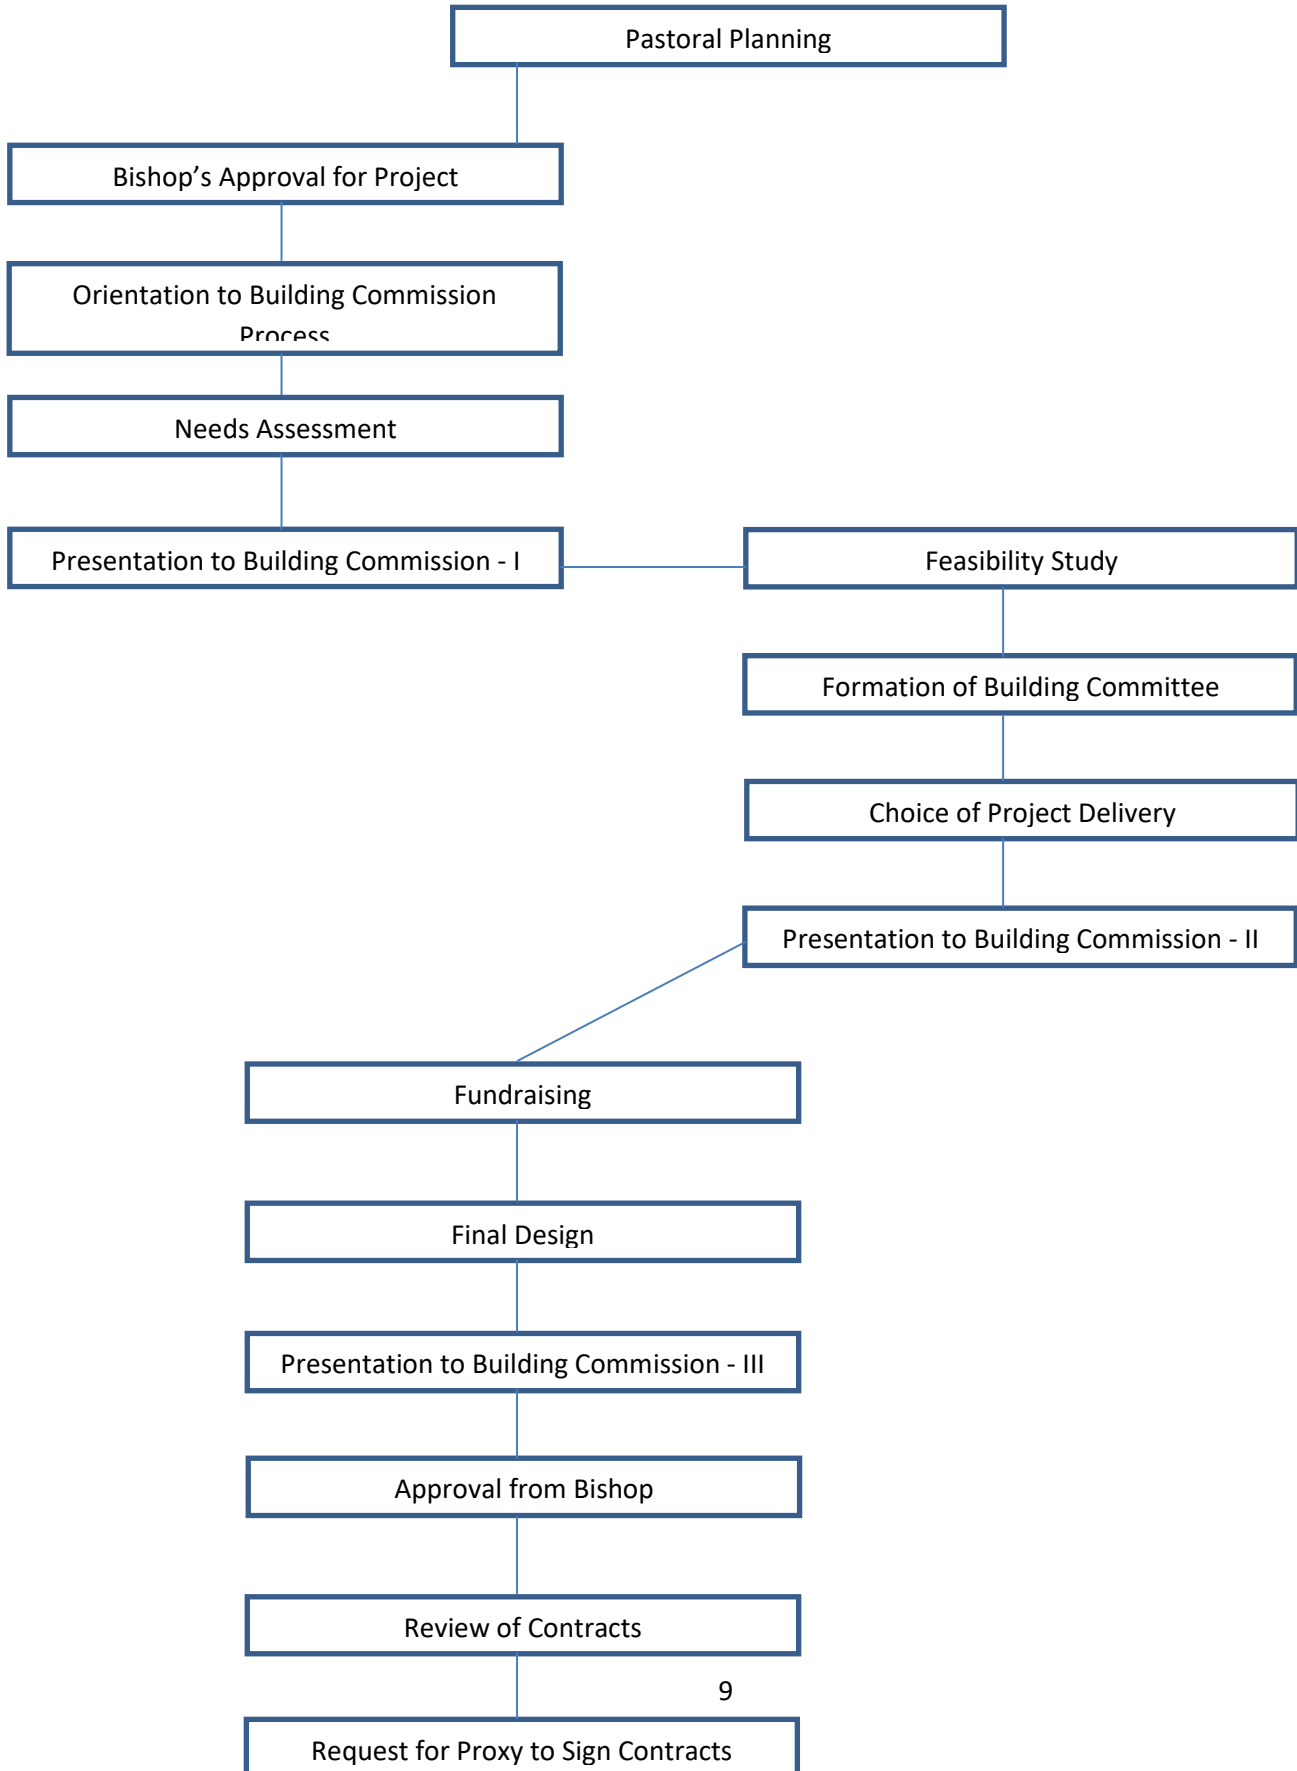 Pastoral Planning
Bishop’s Approval for Project
Orientation to Building Commission
Process
Needs Assessment
Presentation to Building Commission - I
Feasibility Study
Formation of Building Committee
Choice of Project Delivery
Presentation to Building Commission - II
Fundraising
Final Design
Presentation to Building Commission - III
Approval from Bishop
Review of Contracts
9
Request for Proxy to Sign Contracts